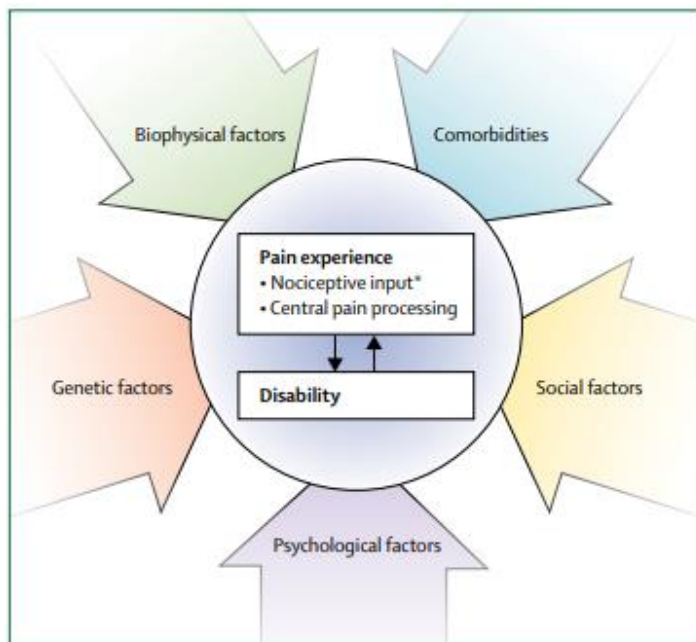 Biophysical factors
Comorbidities
Pain experience
• Nociceptive input*
• Central pain processing
Disability
Genetic factors
Social factors
Psychological factors